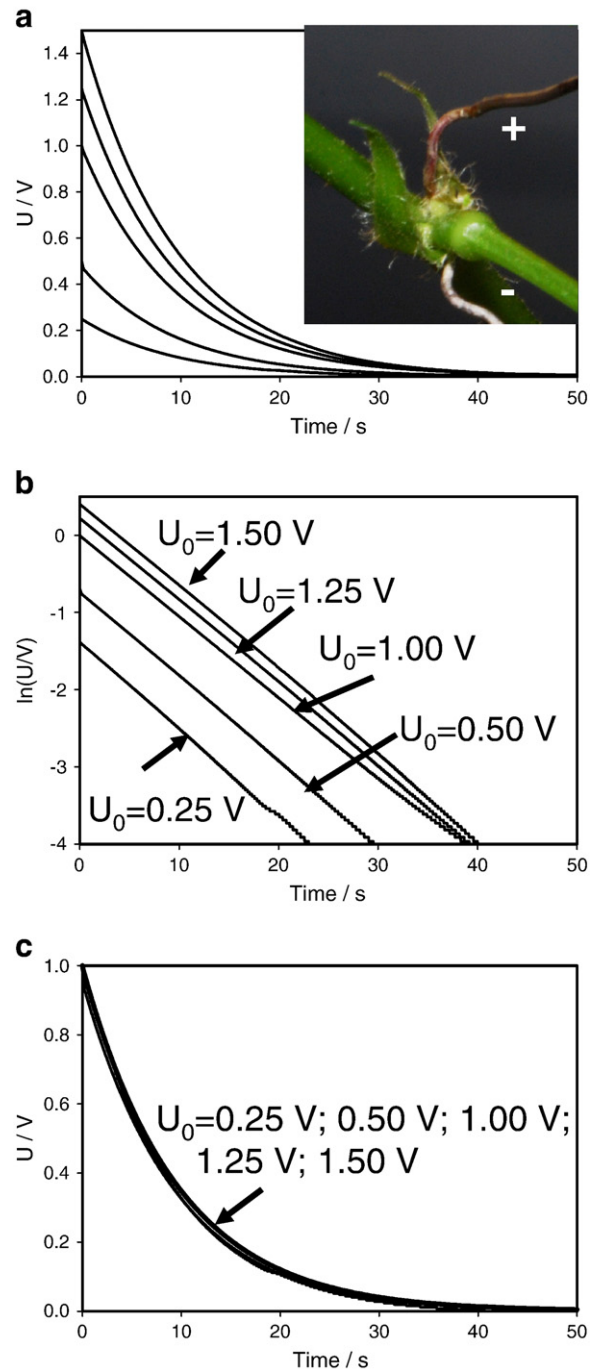 a
1.4
1.2
1.0
0.8
0.6
0.4
0.2
0.0
U / V
0 10 20 30 40 50
Time / s
+
-
b
0
-1
-2
-3
-4
ln(U/V)
U₀=1.50 V
U₀=1.25 V
U₀=1.00 V
U₀=0.50 V
U₀=0.25 V
0 10 20 30 40 50
Time / s
c
1.0
0.8
0.6
0.4
0.2
0.0
U / V
U₀=0.25 V; 0.50 V; 1.00 V;
1.25 V; 1.50 V
0 10 20 30 40 50
Time / s